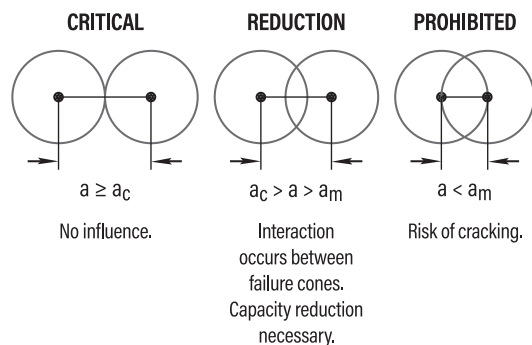 CRITICAL
a ≥ ac
No influence.
REDUCTION
ac > a > am
Interaction
occurs between
failure cones.
Capacity reduction
necessary.
PROHIBITED
a < am
Risk of cracking.